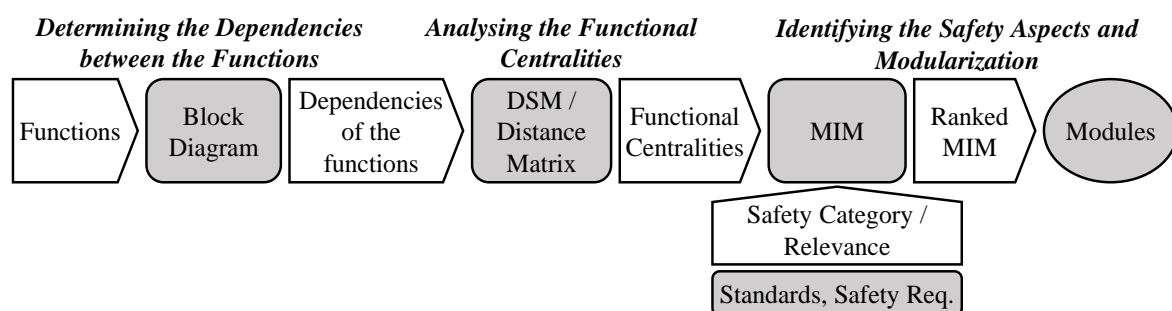 Determining the Dependencies
between the Functions
Analysing the Functional
Centralities
Identifying the Safety Aspects and
Modularization
Functions
Block
Diagram
Dependencies
of the
functions
DSM /
Distance
Matrix
Functional
Centralities
MIM
Ranked
MIM
Modules
Safety Category /
Relevance
Standards, Safety Req.